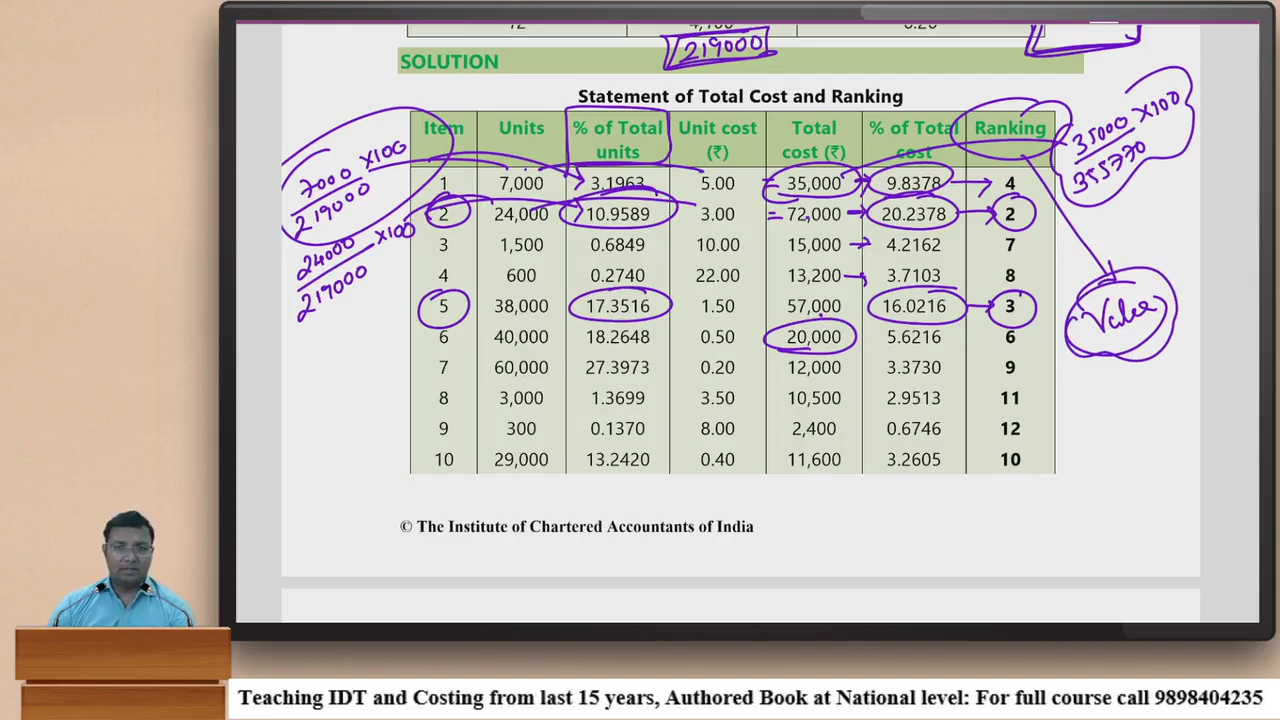 219000
SOLUTION
Statement of Total Cost and Ranking
Item Units % of Total units Unit cost (₹) Total cost (₹) % of Total cost Ranking
1 7,000 3.1963 5.00 35,000 9.8378 4
2 24,000 10.9589 3.00 72,000 20.2378 2
3 1,500 0.6849 10.00 15,000 4.2162 7
4 600 0.2740 22.00 13,200 3.7103 8
5 38,000 17.3516 1.50 57,000 16.0216 3
6 40,000 18.2648 0.50 20,000 5.6216 6
7 60,000 27.3973 0.20 12,000 3.3730 9
8 3,000 1.3699 3.50 10,500 2.9513 11
9 300 0.1370 8.00 2,400 0.6746 12
10 29,000 13.2420 0.40 11,600 3.2605 10
7000 x100
219000
24000 x100
219000
35000 x100
355770
Value
© The Institute of Chartered Accountants of India
Teaching IDT and Costing from last 15 years, Authored Book at National level: For full course call 9898404235